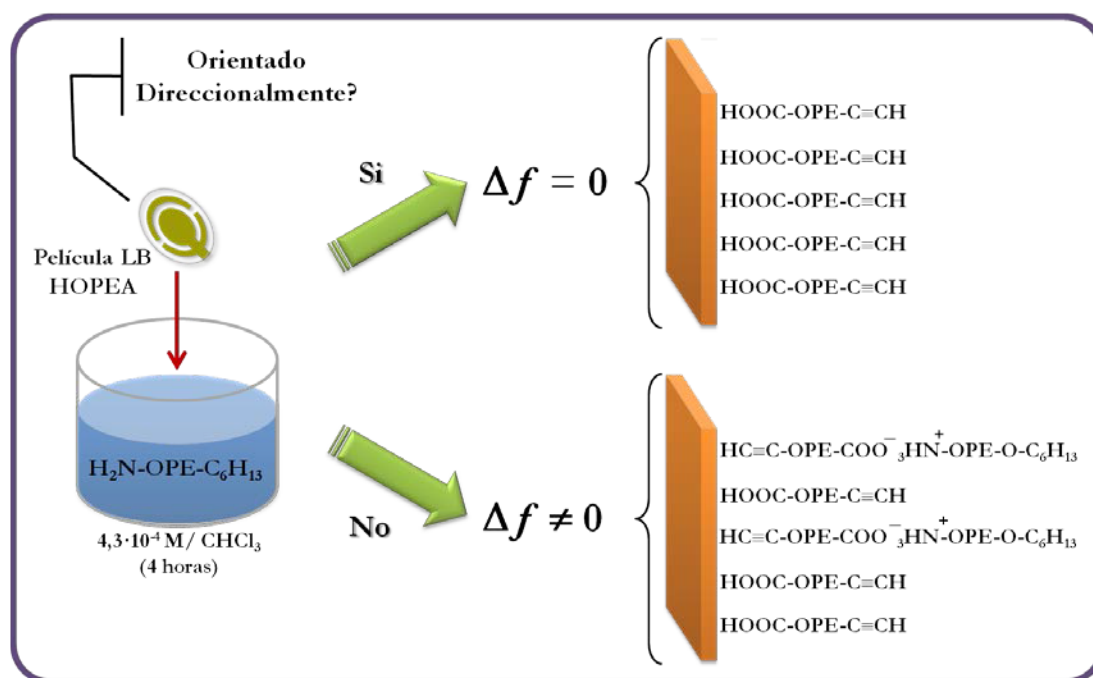 Orientado
Direccionalmente?
Película LB
HOPEA
H₂N-OPE-C₆H₁₃
4,3·10⁻⁴ M/ CHCl₃
(4 horas)
Si
Δf = 0
HOOC-OPE-C≡CH
HOOC-OPE-C≡CH
HOOC-OPE-C≡CH
HOOC-OPE-C≡CH
HOOC-OPE-C≡CH
No
Δf ≠ 0
HC≡C-OPE-COO⁻ ₃HN⁺-OPE-O-C₆H₁₃
HOOC-OPE-C≡CH
HC≡C-OPE-COO⁻ ₃HN⁺-OPE-O-C₆H₁₃
HOOC-OPE-C≡CH
HOOC-OPE-C≡CH